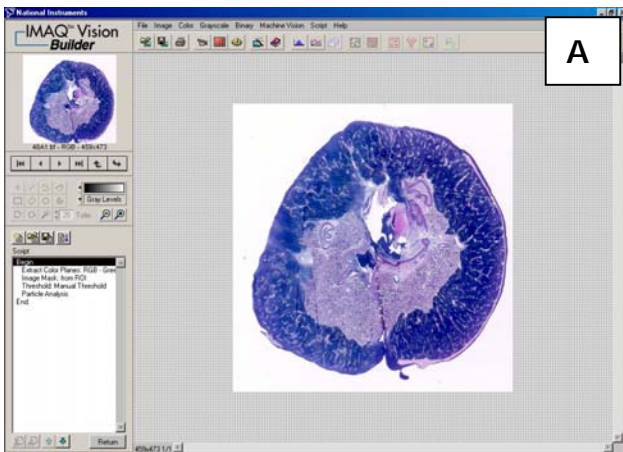 National Instruments
IMAQ™ Vision
Builder
File Image Color Grayscale Binary Machine Vision Script Help
A
48A1.tif - RGB - 459x473
Gray Levels
Script
Begin
Extract Color Planes: RGB - Gree
Image Mask: from ROI
Threshold: Manual Threshold
Particle Analysis
End
Return
459x473 1/1